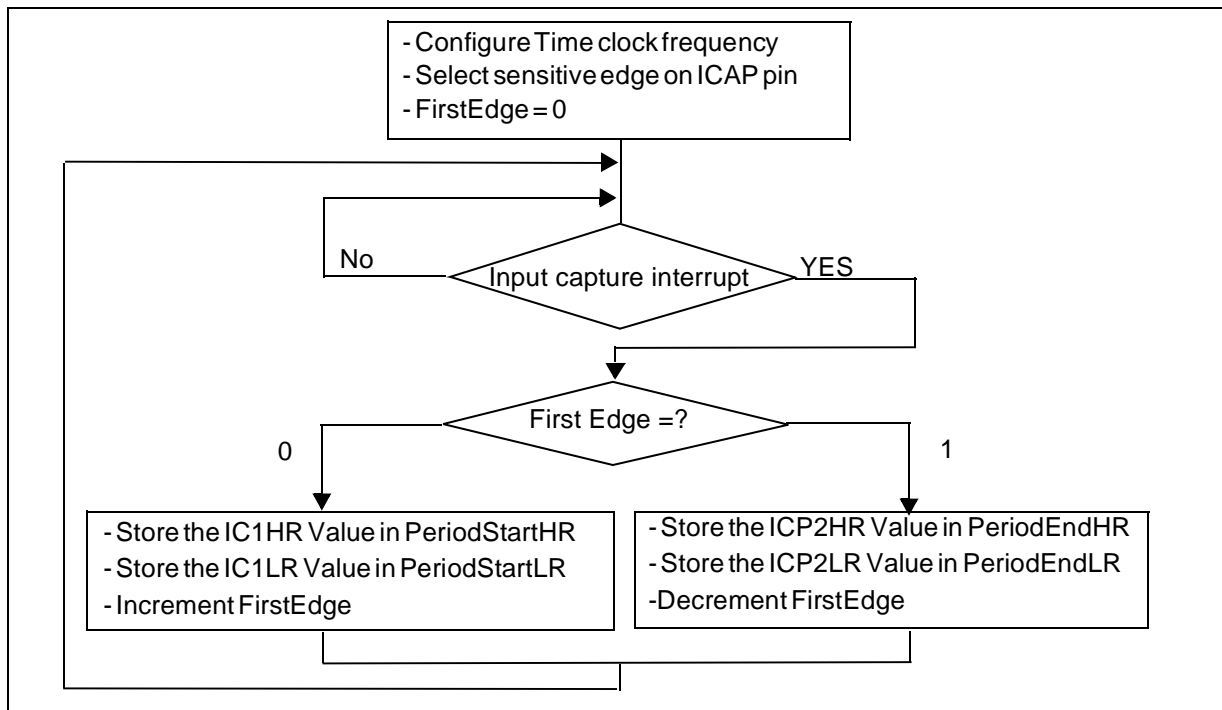 - Configure Time clock frequency
- Select sensitive edge on ICAP pin
- FirstEdge = 0
No
Input capture interrupt
YES
First Edge =?
0
1
- Store the IC1HR Value in PeriodStartHR
- Store the IC1LR Value in PeriodStartLR
- Increment FirstEdge
- Store the ICP2HR Value in PeriodEndHR
- Store the ICP2LR Value in PeriodEndLR
-Decrement FirstEdge